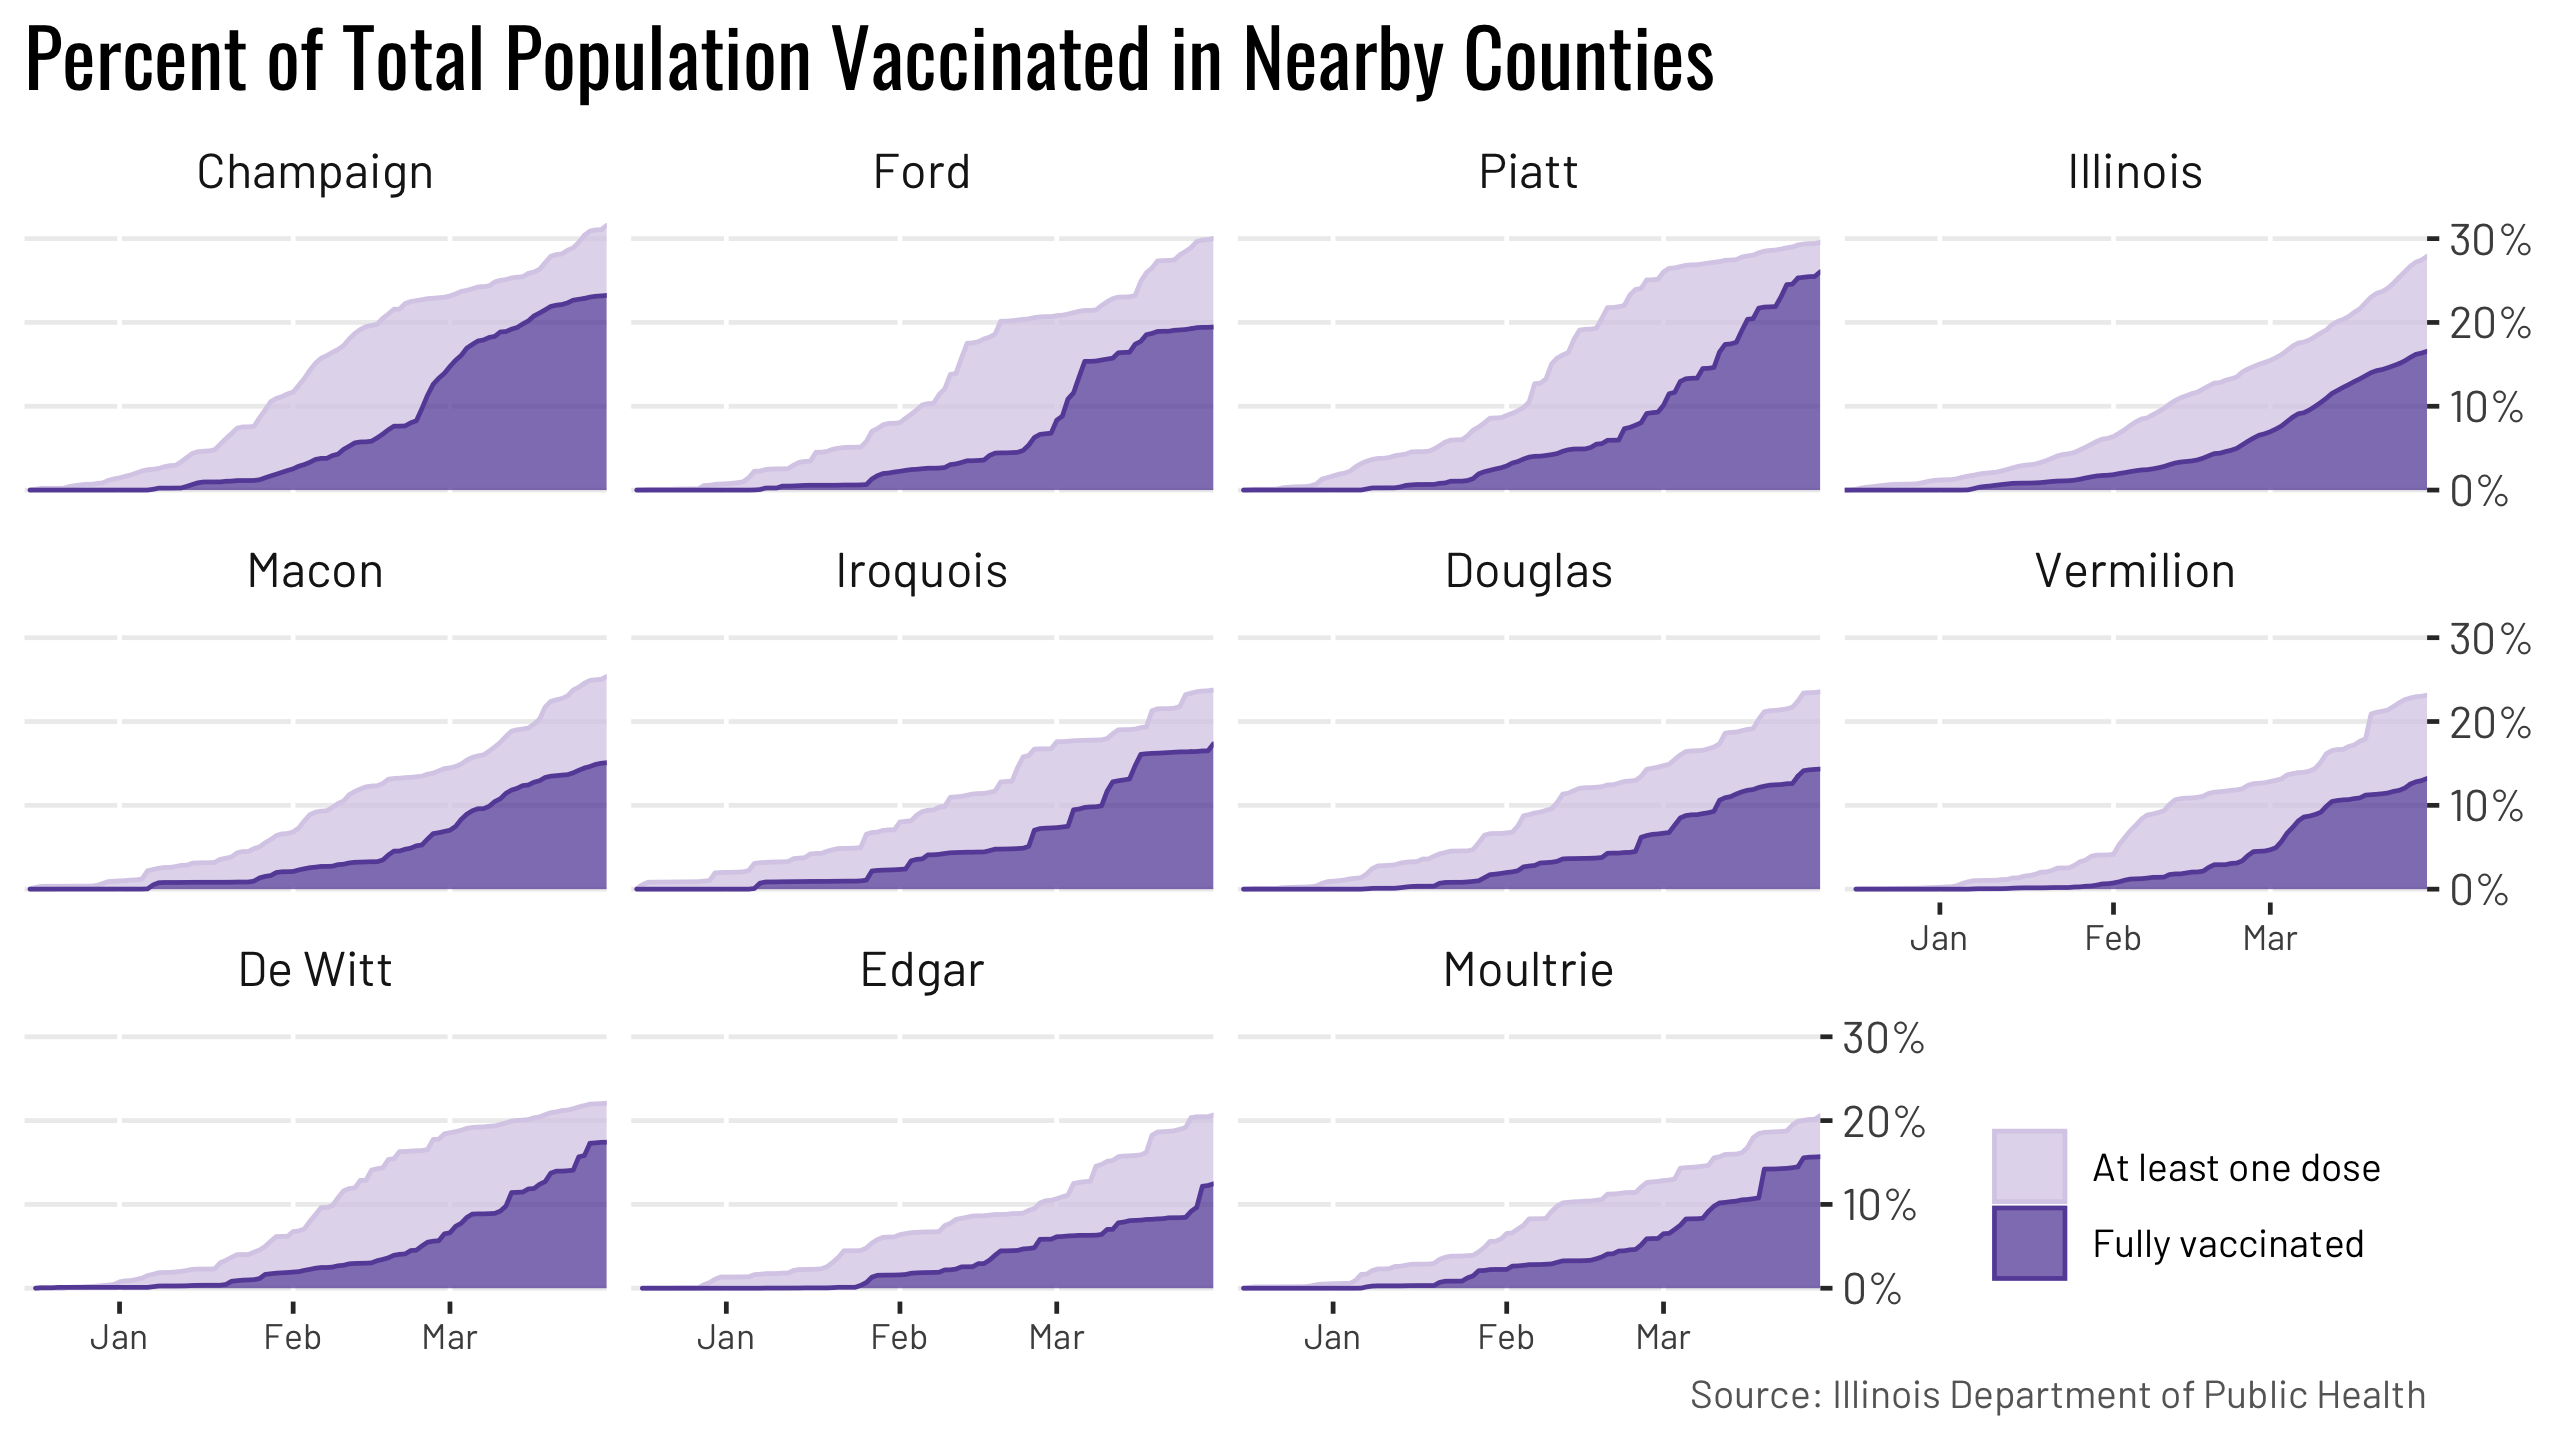 Percent of Total Population Vaccinated in Nearby Counties
Champaign
Ford
Piatt
Illinois
30%
20%
10%
0%
Macon
Iroquois
Douglas
Vermilion
30%
20%
10%
0%
Jan Feb Mar
De Witt
Edgar
Moultrie
30%
20%
10%
0%
Jan Feb Mar
Jan Feb Mar
Jan Feb Mar
At least one dose
Fully vaccinated
Source: Illinois Department of Public Health